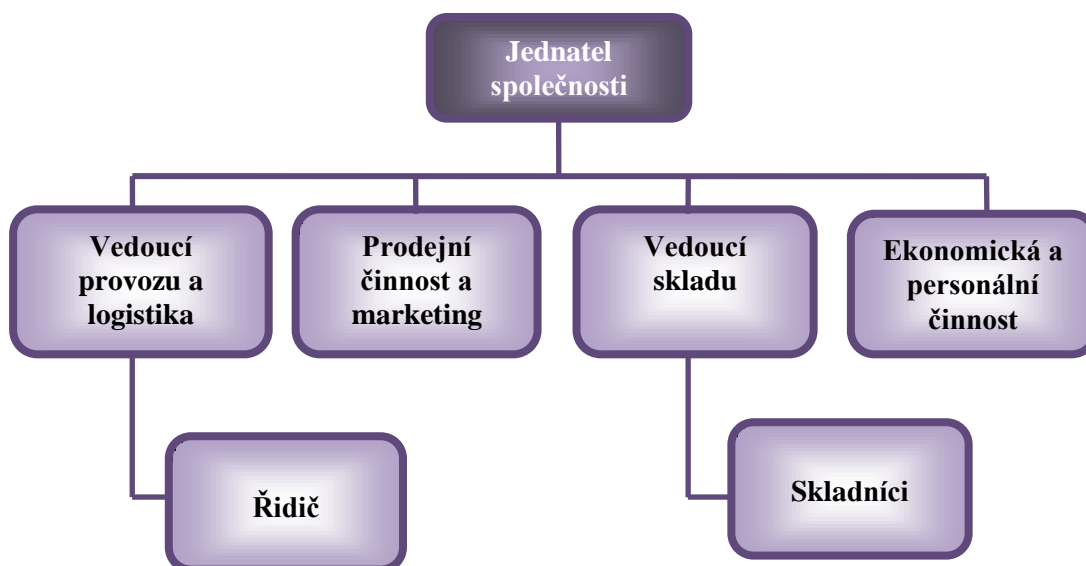 Jednatel
společnosti
Vedoucí
provozu a
logistika
Prodejní
činnost a
marketing
Vedoucí
skladu
Ekonomická a
personální
činnost
Řidič
Skladníci